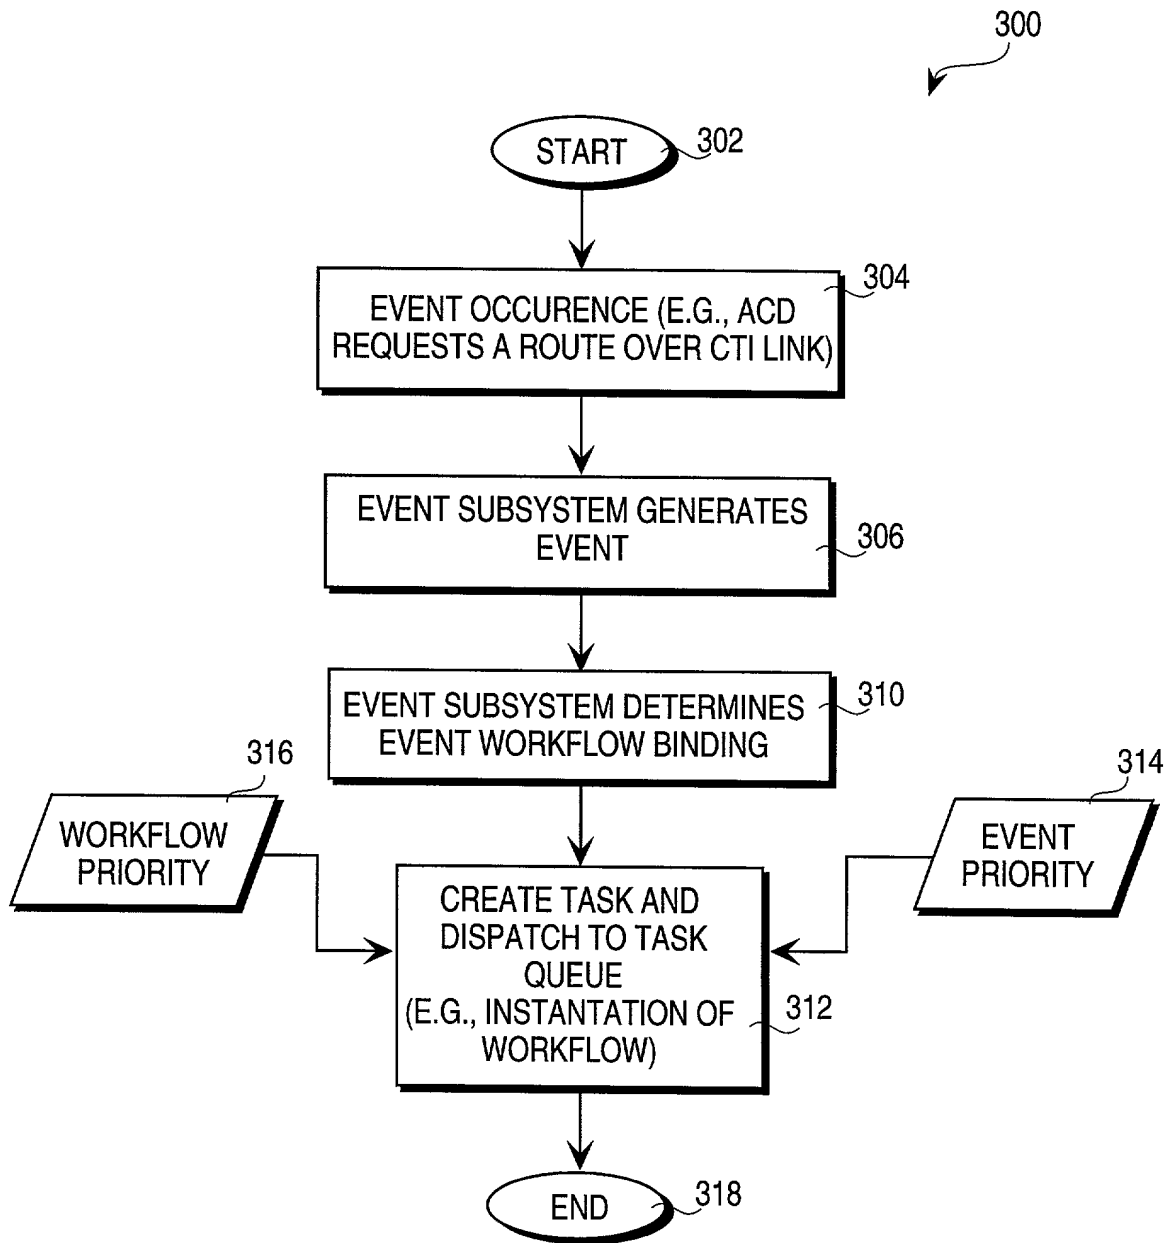 300
START
302
EVENT OCCURENCE (E.G., ACD
REQUESTS A ROUTE OVER CTI LINK)
304
EVENT SUBSYSTEM GENERATES
EVENT
306
EVENT SUBSYSTEM DETERMINES
EVENT WORKFLOW BINDING
310
316
WORKFLOW
PRIORITY
314
EVENT
PRIORITY
CREATE TASK AND
DISPATCH TO TASK
QUEUE
(E.G., INSTANTATION OF
WORKFLOW)
312
END
318